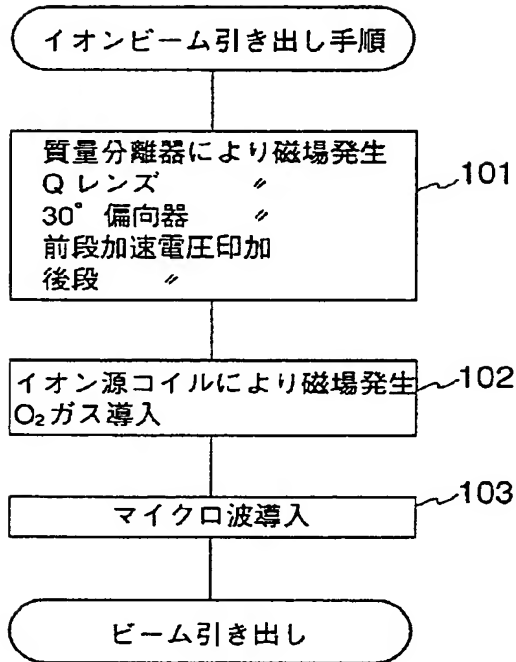 イオンビーム引き出し手順
質量分離器により磁場発生
Q レンズ 〃
30° 偏向器 〃
前段加速電圧印加
後段 〃
101
イオン源コイルにより磁場発生
O₂ガス導入
102
マイクロ波導入
103
ビーム引き出し